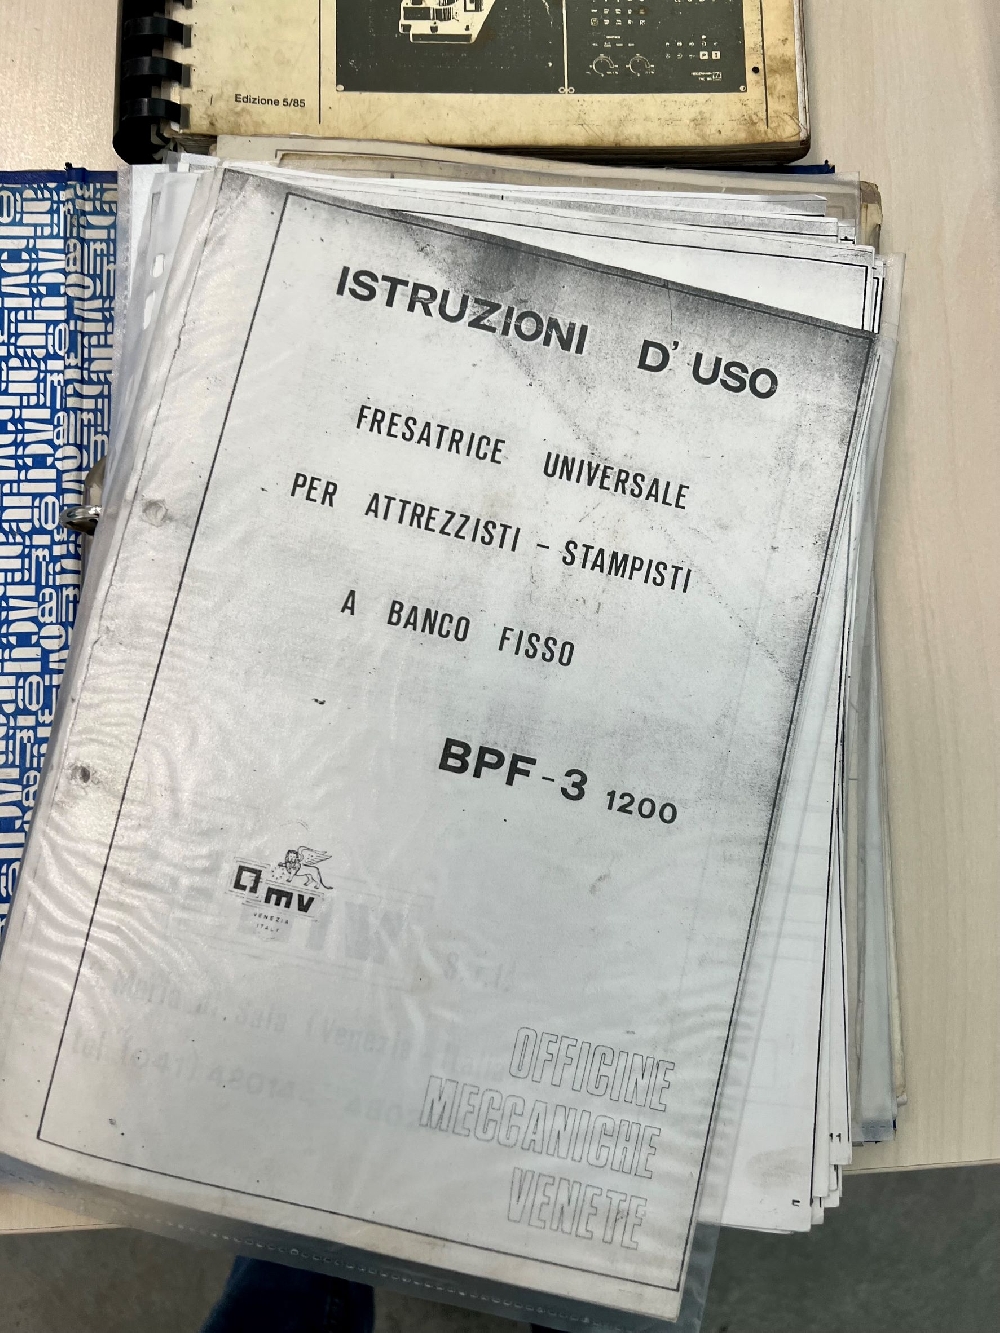 Edizione 5/85
ISTRUZIONI D' USO
FRESATRICE UNIVERSALE
PER ATTREZZISTI - STAMPISTI
A BANCO FISSO
BPF-3 1200
omv
VENEZIA
ITALY
OFFICINE
MECCANICHE
VENETE
11